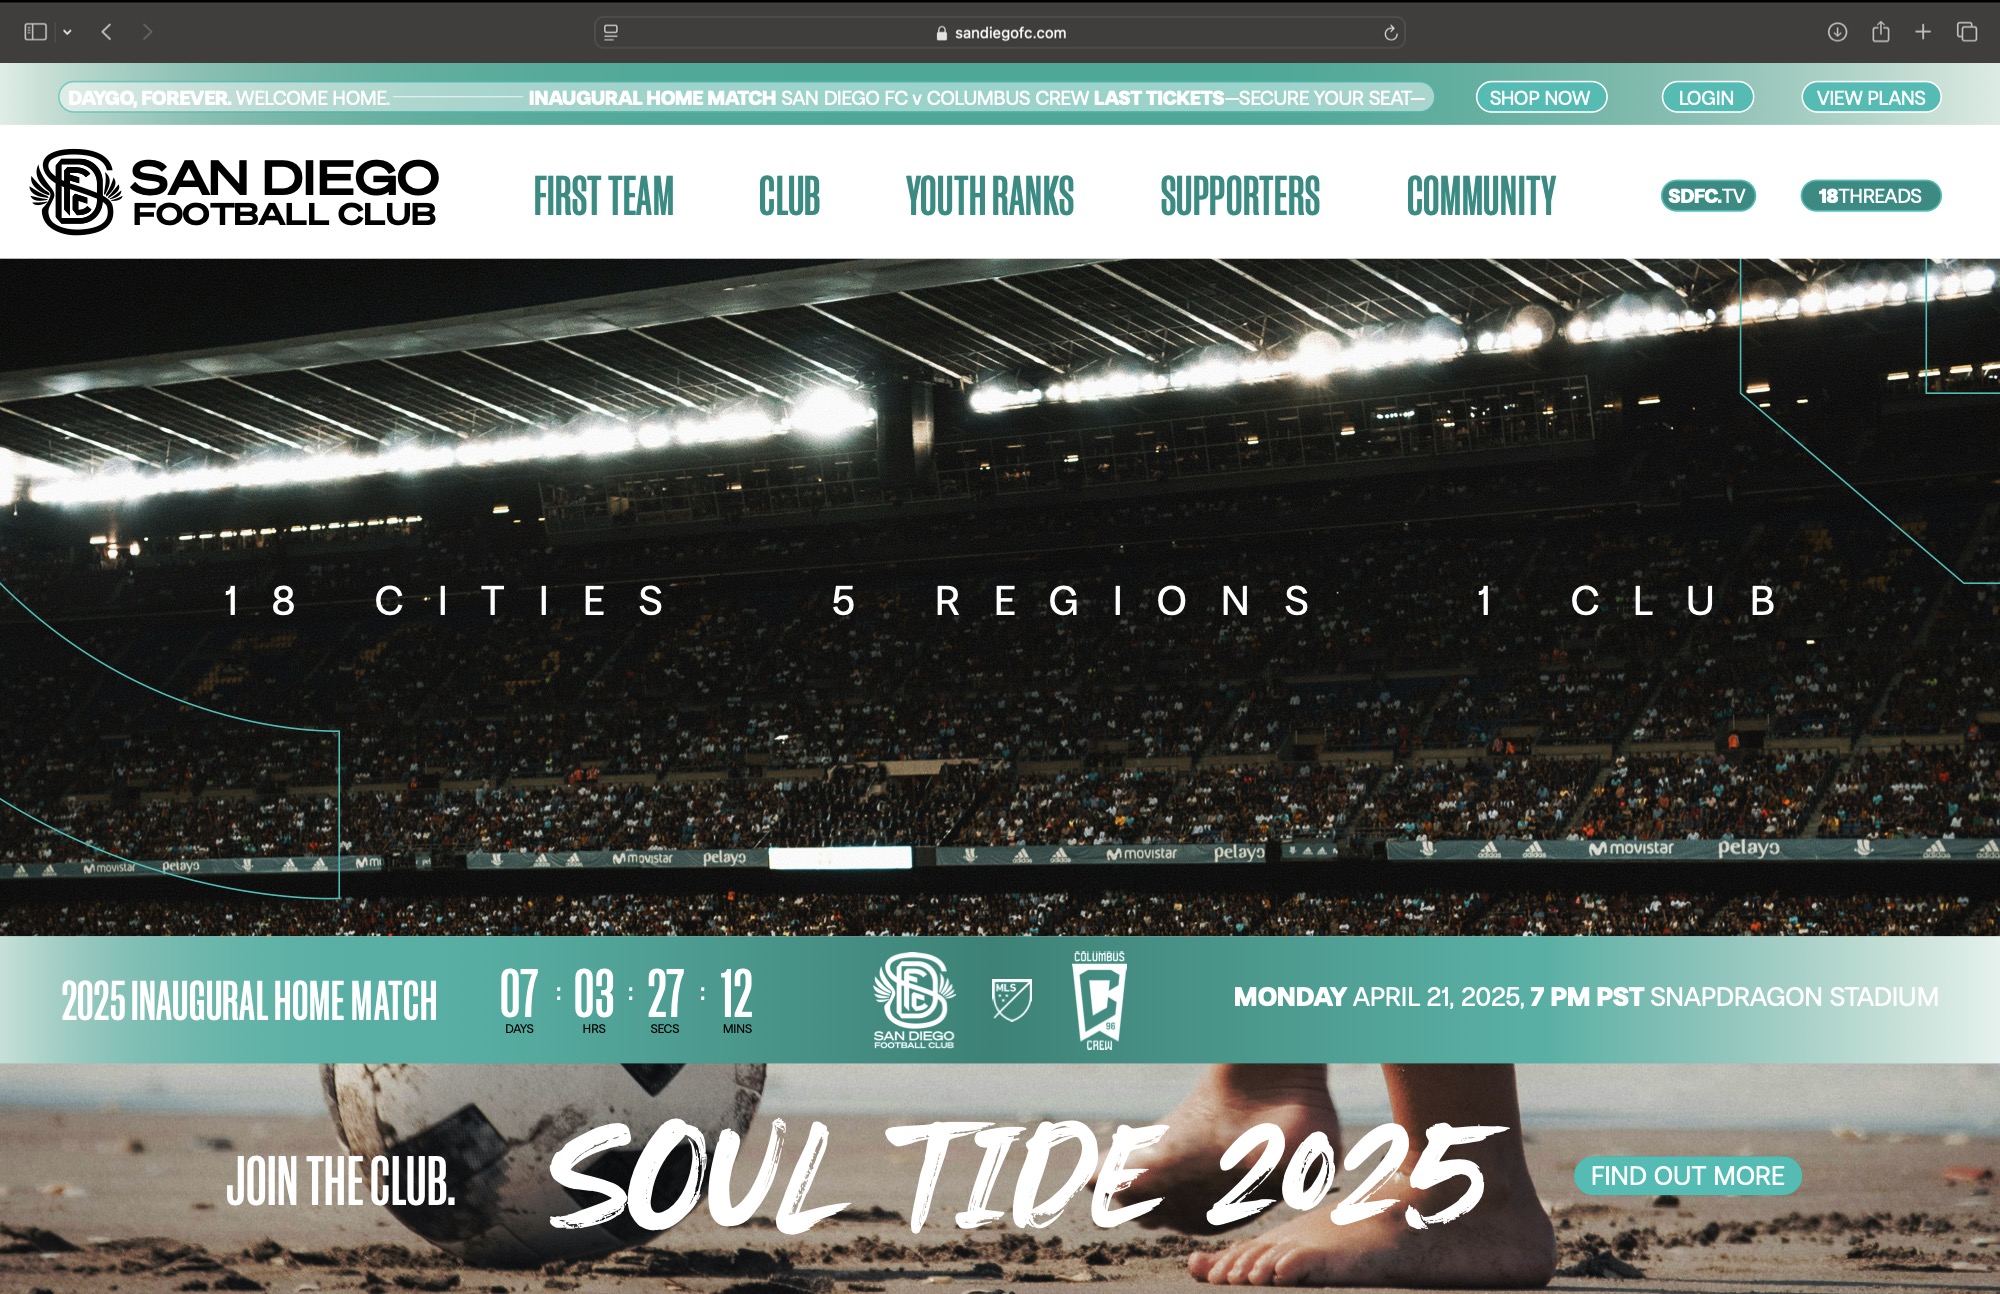 sandiegofc.com
DAYGO, FOREVER. WELCOME HOME. INAUGURAL HOME MATCH SAN DIEGO FC v COLUMBUS CREW LAST TICKETS—SECURE YOUR SEAT—
SHOP NOW
LOGIN
VIEW PLANS
SAN DIEGO
FOOTBALL CLUB
FIRST TEAM
CLUB
YOUTH RANKS
SUPPORTERS
COMMUNITY
SDFC.TV
18THREADS
18 CITIES 5 REGIONS 1 CLUB
movistar pelayo movistar pelayo adidas movistar pelayo adidas adidas movistar pelayo adidas
2025 INAUGURAL HOME MATCH
07 : 03 : 27 : 12
DAYS HRS SECS MINS
SAN DIEGO
FOOTBALL CLUB
MLS
COLUMBUS
96
CREW
MONDAY APRIL 21, 2025, 7 PM PST SNAPDRAGON STADIUM
JOIN THE CLUB.
SOUL TIDE 2025
FIND OUT MORE